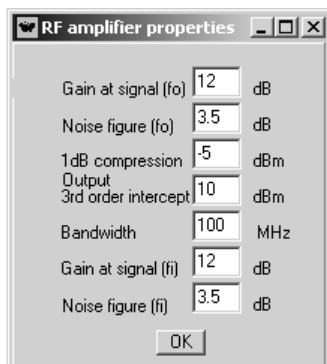 RF amplifier properties
Gain at signal (fo) 12 dB
Noise figure (fo) 3.5 dB
1dB compression -5 dBm
Output
3rd order intercept 10 dBm
Bandwidth 100 MHz
Gain at signal (fi) 12 dB
Noise figure (fi) 3.5 dB
OK